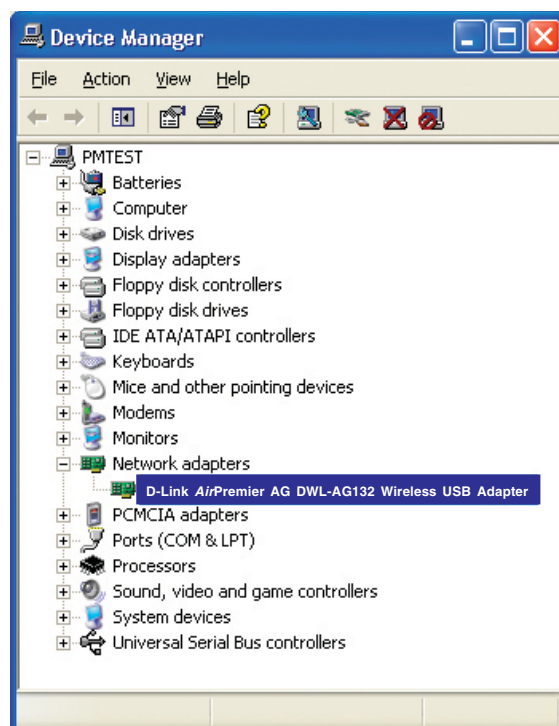 Device Manager
File Action View Help
PMTEST
Batteries
Computer
Disk drives
Display adapters
Floppy disk controllers
Floppy disk drives
IDE ATA/ATAPI controllers
Keyboards
Mice and other pointing devices
Modems
Monitors
Network adapters
D-Link AirPremier AG DWL-AG132 Wireless USB Adapter
PCMCIA adapters
Ports (COM & LPT)
Processors
Sound, video and game controllers
System devices
Universal Serial Bus controllers